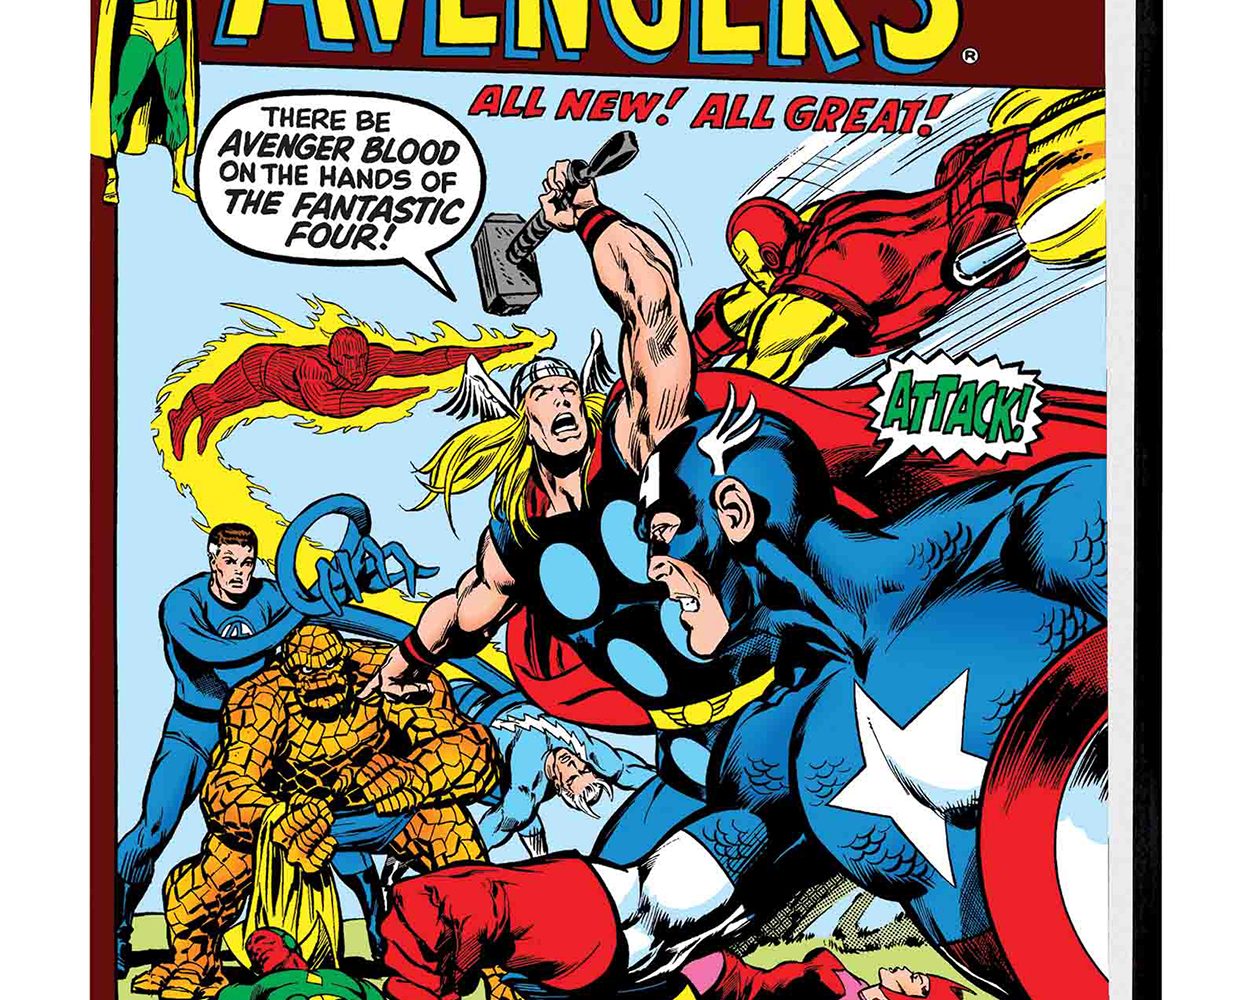 AVENGERS®
ALL NEW! ALL GREAT!
THERE BE
AVENGER BLOOD
ON THE HANDS OF
THE FANTASTIC
FOUR!
ATTACK!
A